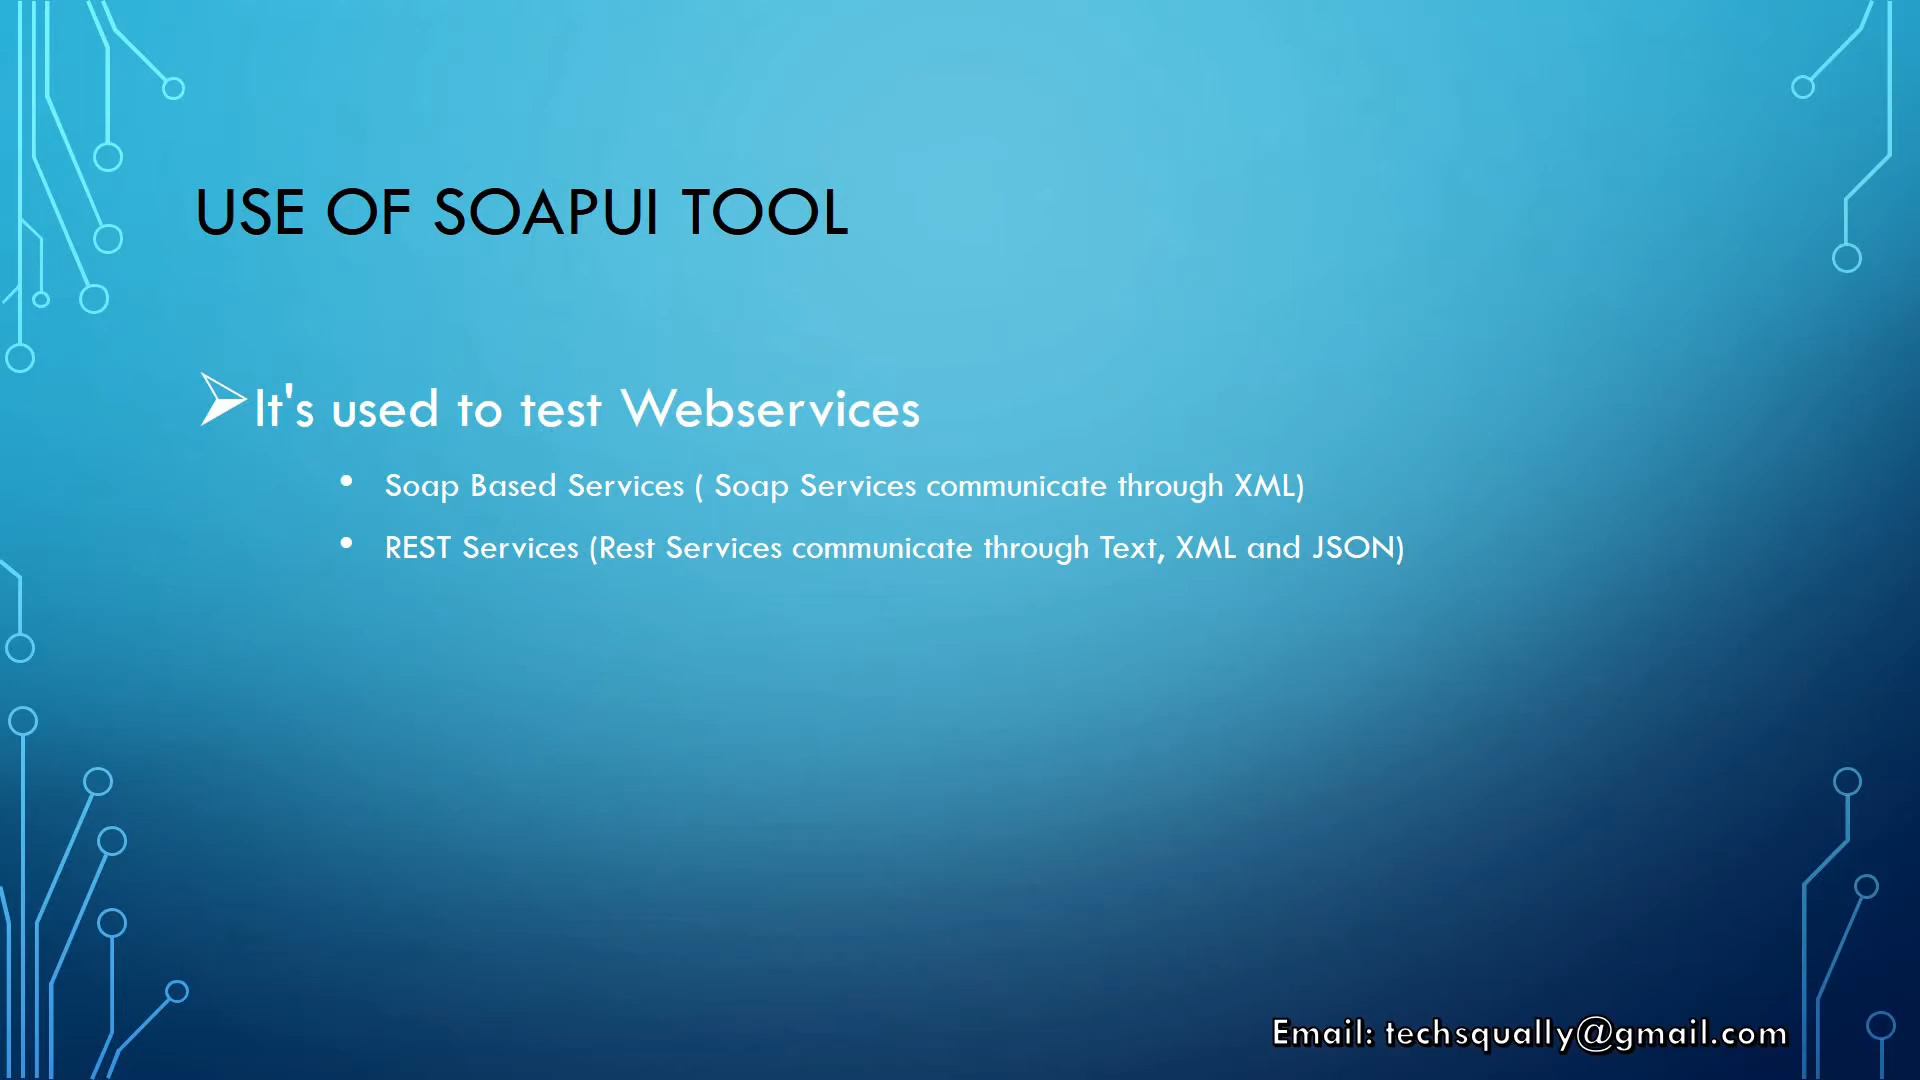 USE OF SOAPUI TOOL
It's used to test Webservices
• Soap Based Services ( Soap Services communicate through XML)
• REST Services (Rest Services communicate through Text, XML and JSON)
Email: techsqually@gmail.com